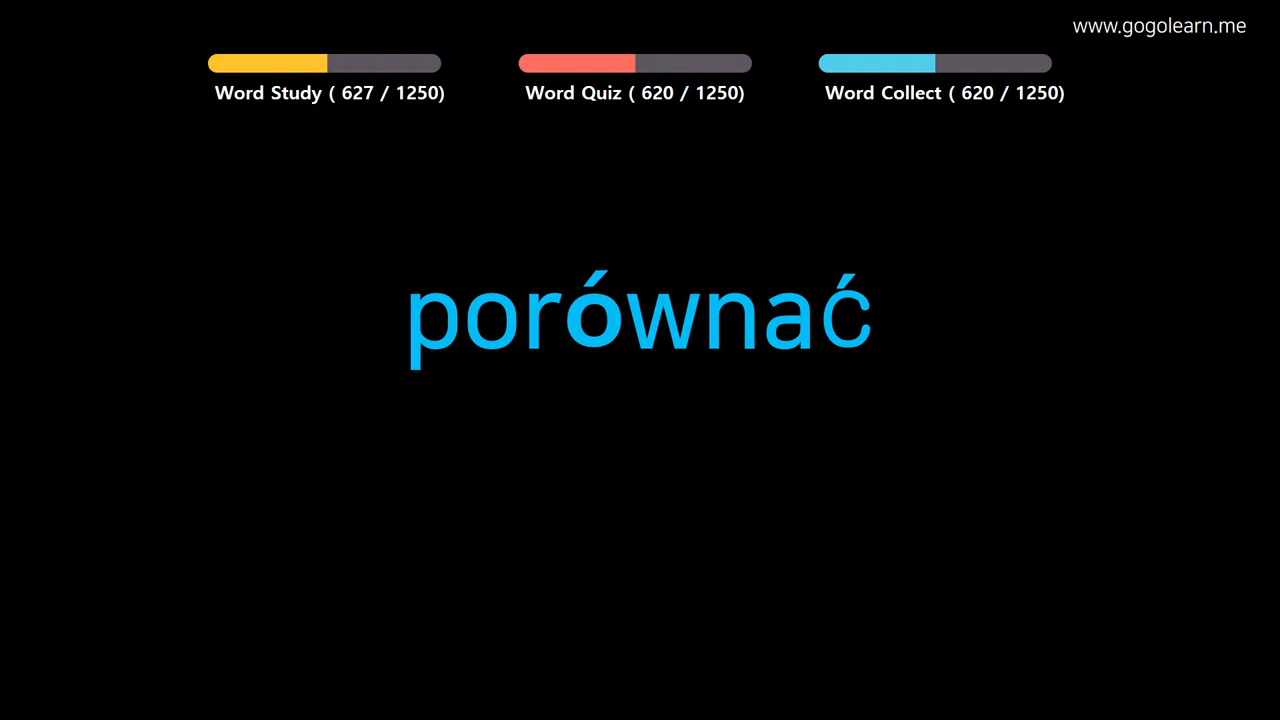 www.gogolearn.me
Word Study ( 627 / 1250)
Word Quiz ( 620 / 1250)
Word Collect ( 620 / 1250)
porównać